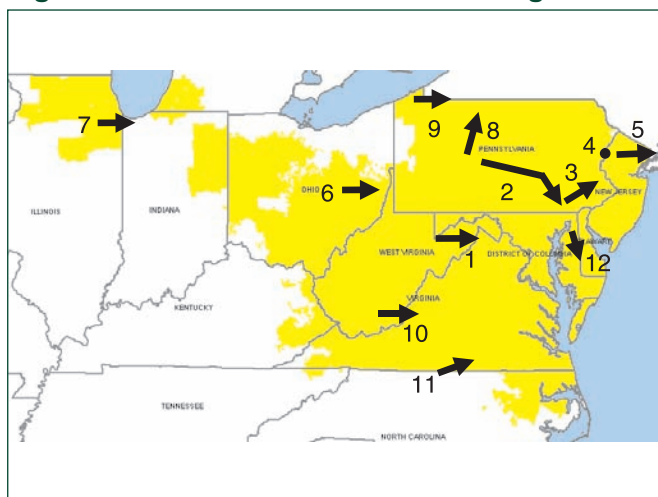 7
9
8
PENNSYLVANIA
4
5
3
NEW JERSEY
2
6
OHIO
ILLINOIS
INDIANA
WEST VIRGINIA
1
DISTRICT OF COLUMBIA
12
VIRGINIA
10
KENTUCKY
11
TENNESSEE
NORTH CAROLINA